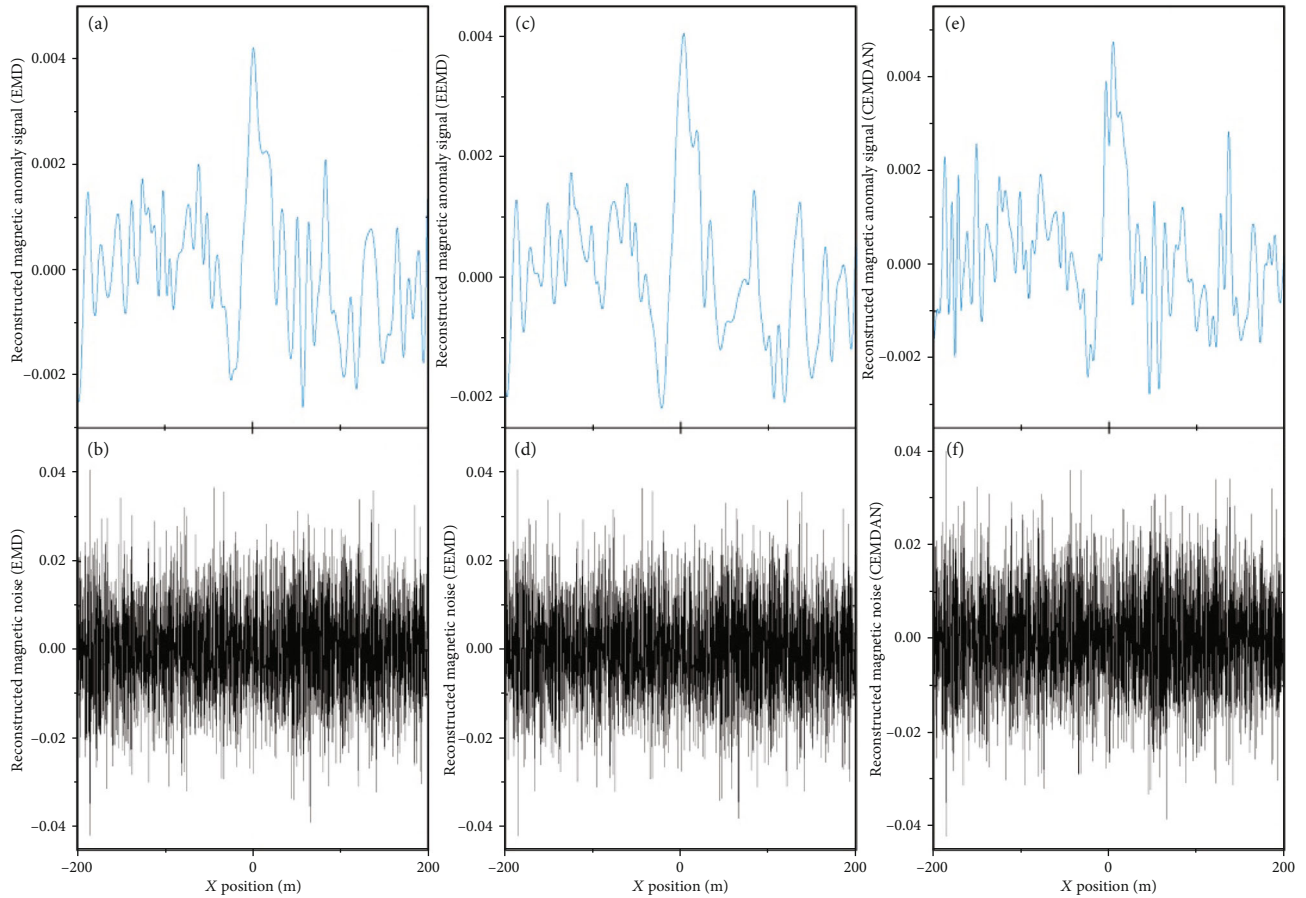 (a)
Reconstructed magnetic anomaly signal (EMD)
0.004
0.002
0.000
−0.002
(c)
Reconstructed magnetic anomaly signal (EEMD)
0.004
0.002
0.000
−0.002
(e)
Reconstructed magnetic anomaly signal (CEMDAN)
0.004
0.002
0.000
−0.002
(b)
Reconstructed magnetic noise (EMD)
0.04
0.02
0.00
−0.02
−0.04
−200
0
200
X position (m)
(d)
Reconstructed magnetic noise (EEMD)
0.04
0.02
0.00
−0.02
−0.04
−200
0
200
X position (m)
(f)
Reconstructed magnetic noise (CEMDAN)
0.04
0.02
0.00
−0.02
−0.04
−200
0
200
X position (m)